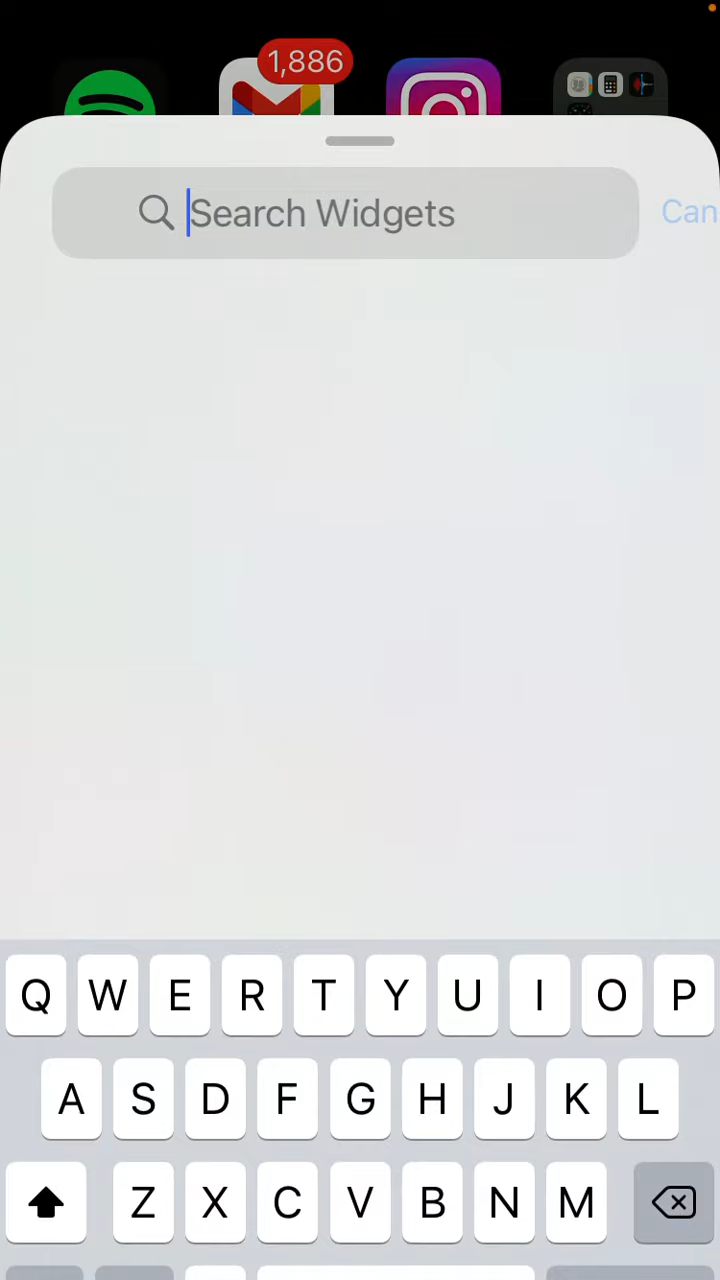 1,886
Search Widgets
Can
Q W E R T Y U I O P
A S D F G H J K L
Z X C V B N M